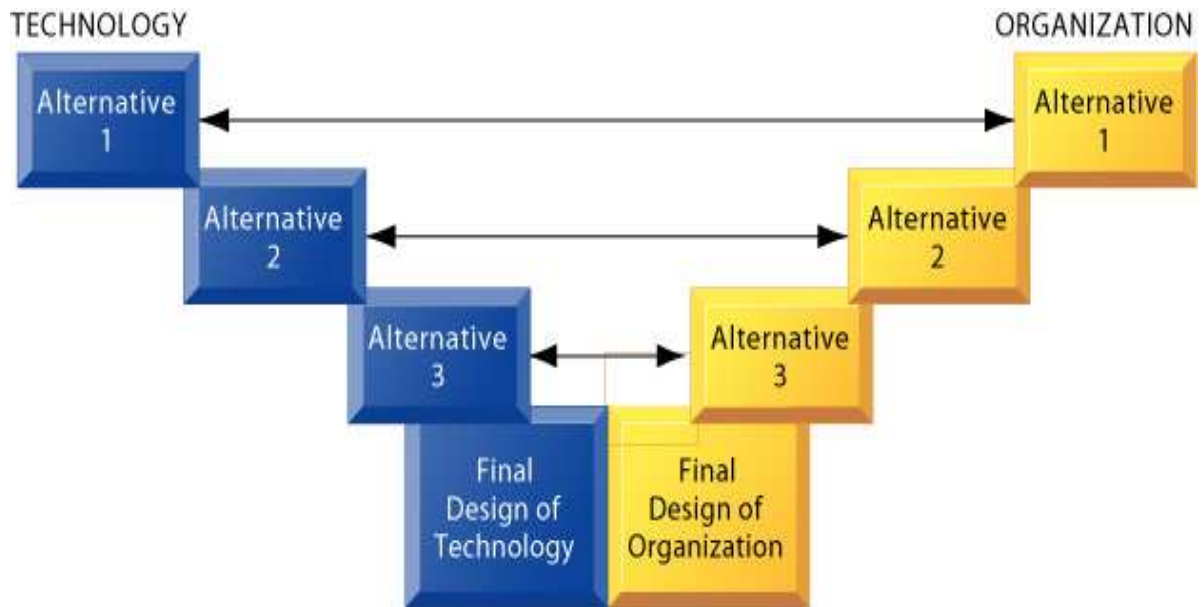 TECHNOLOGY
ORGANIZATION
Alternative
1
Alternative
1
Alternative
2
Alternative
2
Alternative
3
Alternative
3
Final
Design of
Technology
Final
Design of
Organization